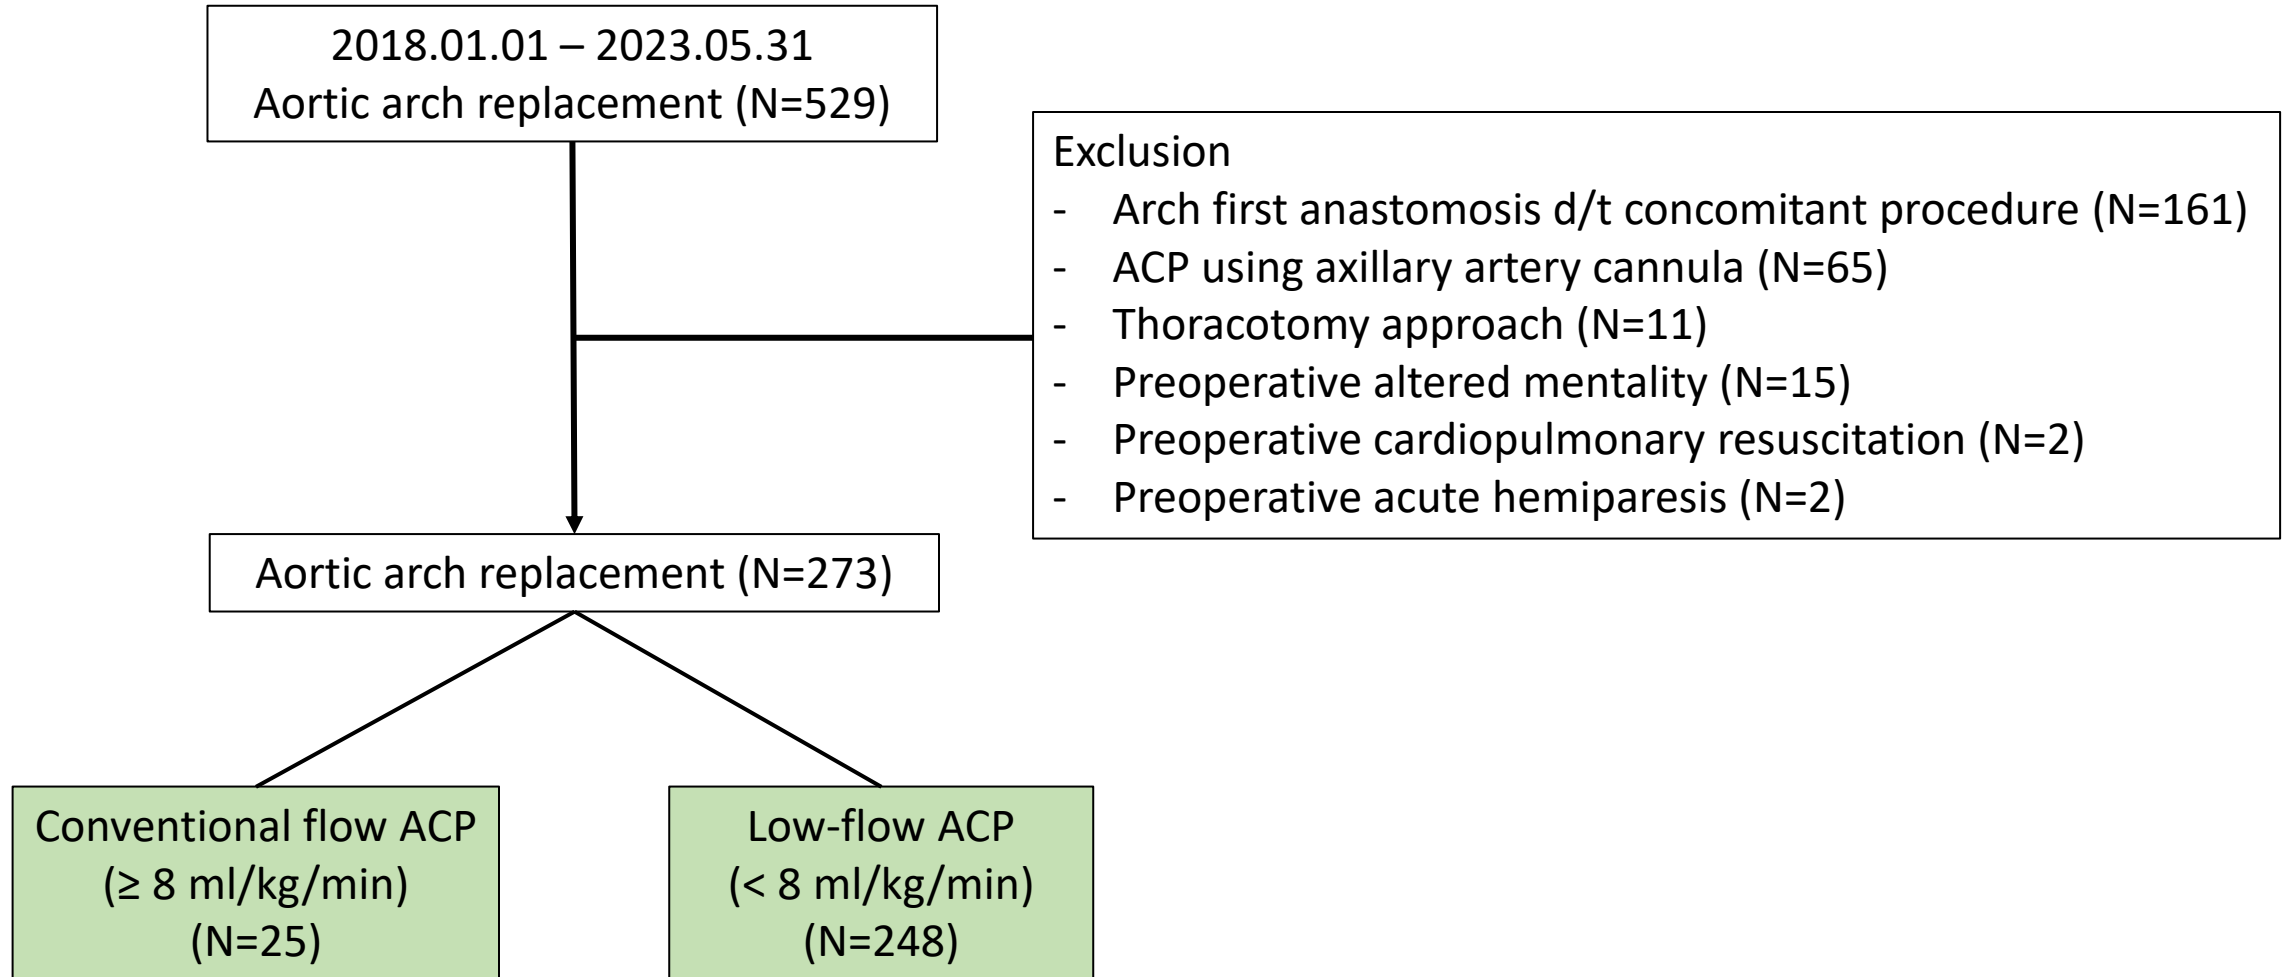 2018.01.01 – 2023.05.31
Aortic arch replacement (N=529)
Exclusion
- Arch first anastomosis d/t concomitant procedure (N=161)
- ACP using axillary artery cannula (N=65)
- Thoracotomy approach (N=11)
- Preoperative altered mentality (N=15)
- Preoperative cardiopulmonary resuscitation (N=2)
- Preoperative acute hemiparesis (N=2)
Aortic arch replacement (N=273)
Conventional flow ACP
(≥ 8 ml/kg/min)
(N=25)
Low-flow ACP
(< 8 ml/kg/min)
(N=248)